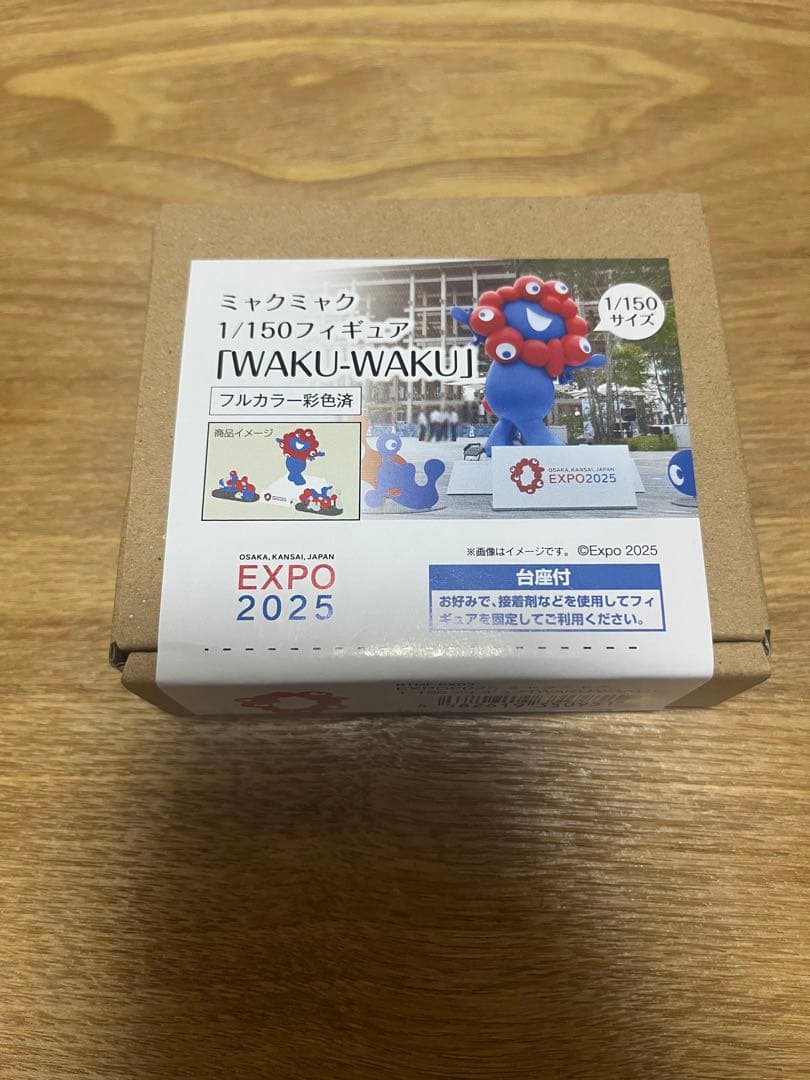 ミャクミャク
1/150フィギュア
「WAKU-WAKU」
1/150
サイズ
フルカラー彩色済
商品イメージ
OSAKA, KANSAI, JAPAN
EXPO2025
※画像はイメージです。 ©Expo 2025
OSAKA, KANSAI, JAPAN
EXPO
2025
台座付
お好みで、接着剤などを使用してフィ
ギュアを固定してご利用ください。